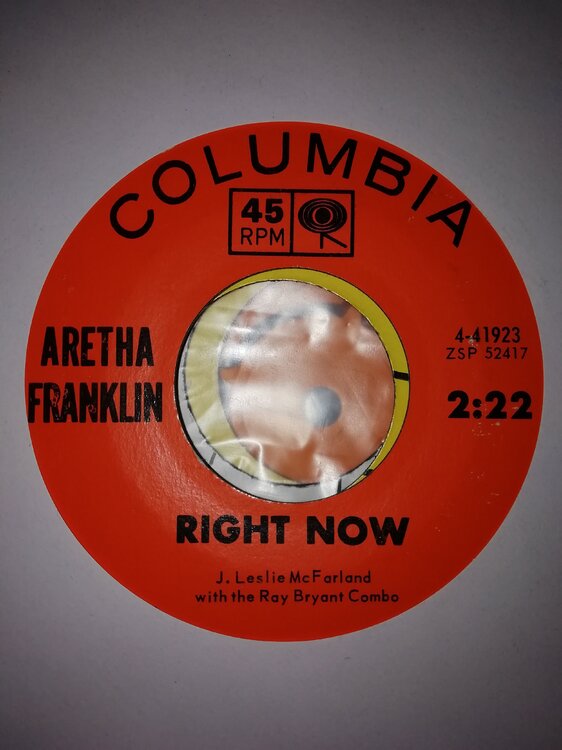 COLUMBIA
45
RPM
ARETHA
FRANKLIN
4-41923
ZSP 52417
2:22
RIGHT NOW
J. Leslie McFarland
with the Ray Bryant Combo